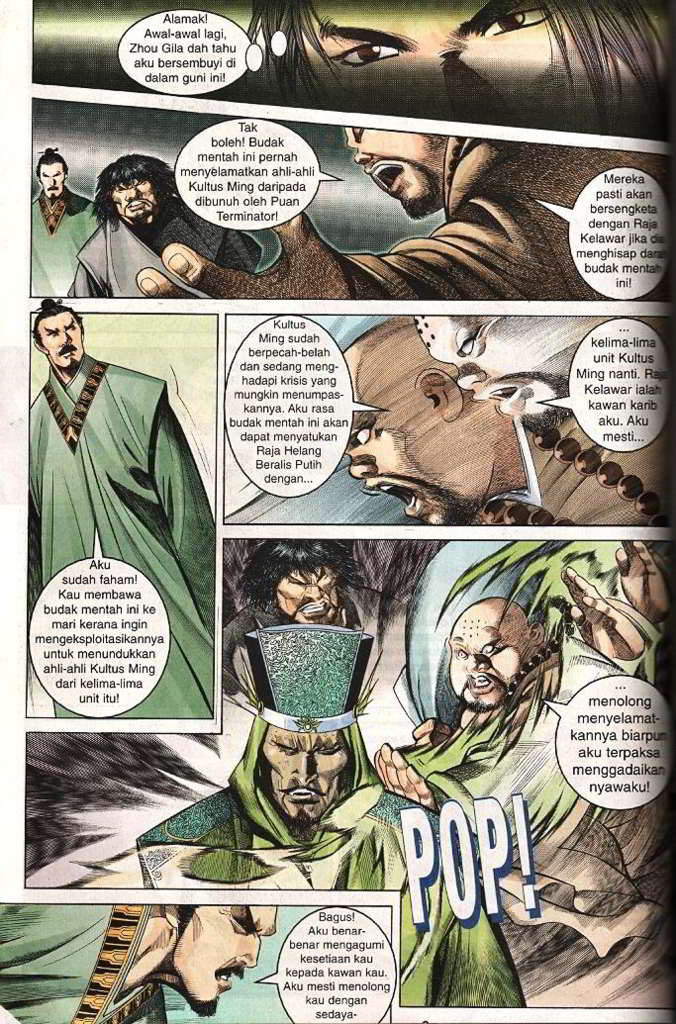 Alamak!
Awal-awal lagi,
Zhou Gila dah tahu
aku bersembuyi di
dalam guni ini!
Tak
boleh! Budak
mentah ini pernah
menyelamatkan ahli-ahli
Kultus Ming daripada
dibunuh oleh Puan
Terminator!
Mereka
pasti akan
bersengketa
dengan Raja
Kelawar jika dia
menghisap darah
budak mentah
ini!
Kultus
Ming sudah
berpecah-belah
dan sedang meng-
hadapi krisis yang
mungkin menumpas-
kannya. Aku rasa
budak mentah ini akan
dapat menyatukan
Raja Helang
Beralis Putih
dengan...
...
kelima-lima
unit Kultus
Ming nanti. Raja
Kelawar ialah
kawan karib
aku. Aku
mesti...
Aku
sudah faham!
Kau membawa
budak mentah ini ke
mari kerana ingin
mengeksploitasikannya
untuk menundukkan
ahli-ahli Kultus Ming
dari kelima-lima
unit itu!
...
menolong
menyelamat-
kannya biarpun
aku terpaksa
menggadaikan
nyawaku!
POP!
Bagus!
Aku benar-
benar mengagumi
kesetiaan kau
kepada kawan kau.
Aku mesti menolong
kau dengan
sedaya-